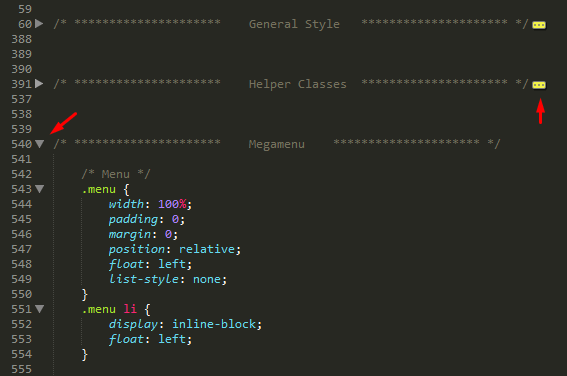 59
60 /* *********************    General Style   ********************* */
388
389
390
391 /* *********************    Helper Classes  ********************* */
537
538
539
540 /* *********************    Megamenu    ********************* */
541
542     /* Menu */
543     .menu {
544         width: 100%;
545         padding: 0;
546         margin: 0;
547         position: relative;
548         float: left;
549         list-style: none;
550     }
551     .menu li {
552         display: inline-block;
553         float: left;
554     }
555